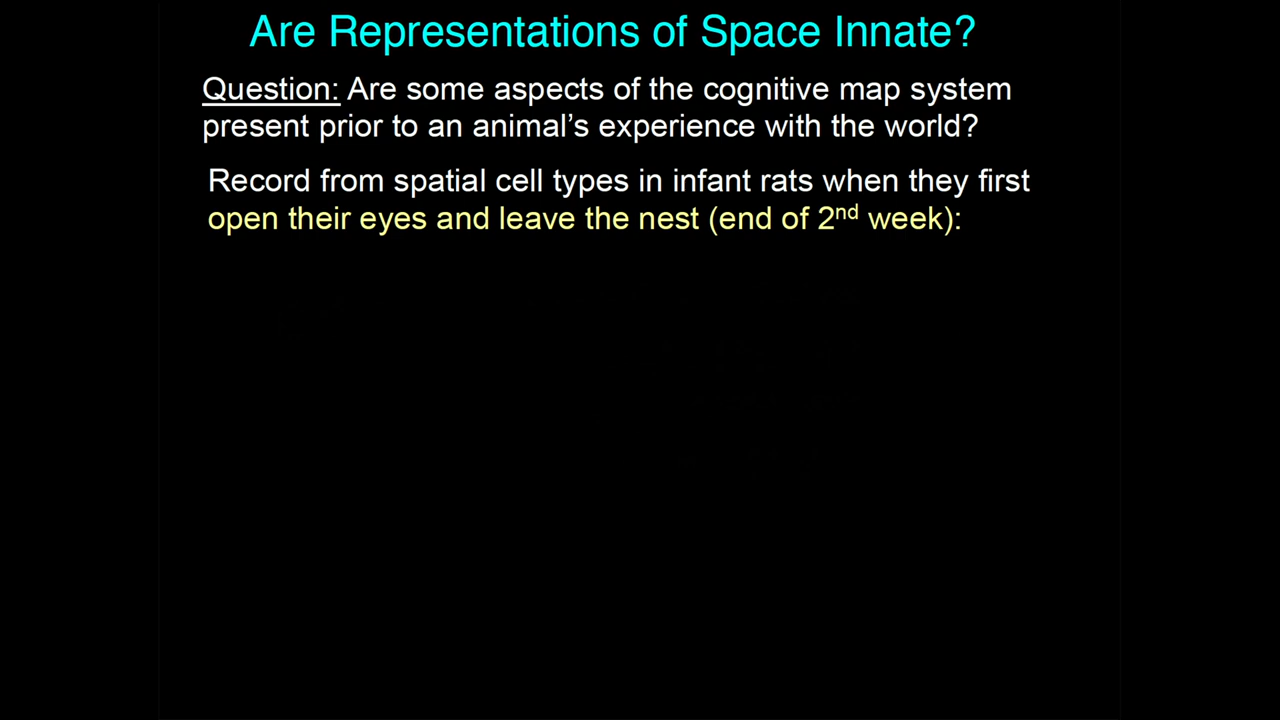 Are Representations of Space Innate?
Question: Are some aspects of the cognitive map system
present prior to an animal's experience with the world?
Record from spatial cell types in infant rats when they first
open their eyes and leave the nest (end of 2nd week):